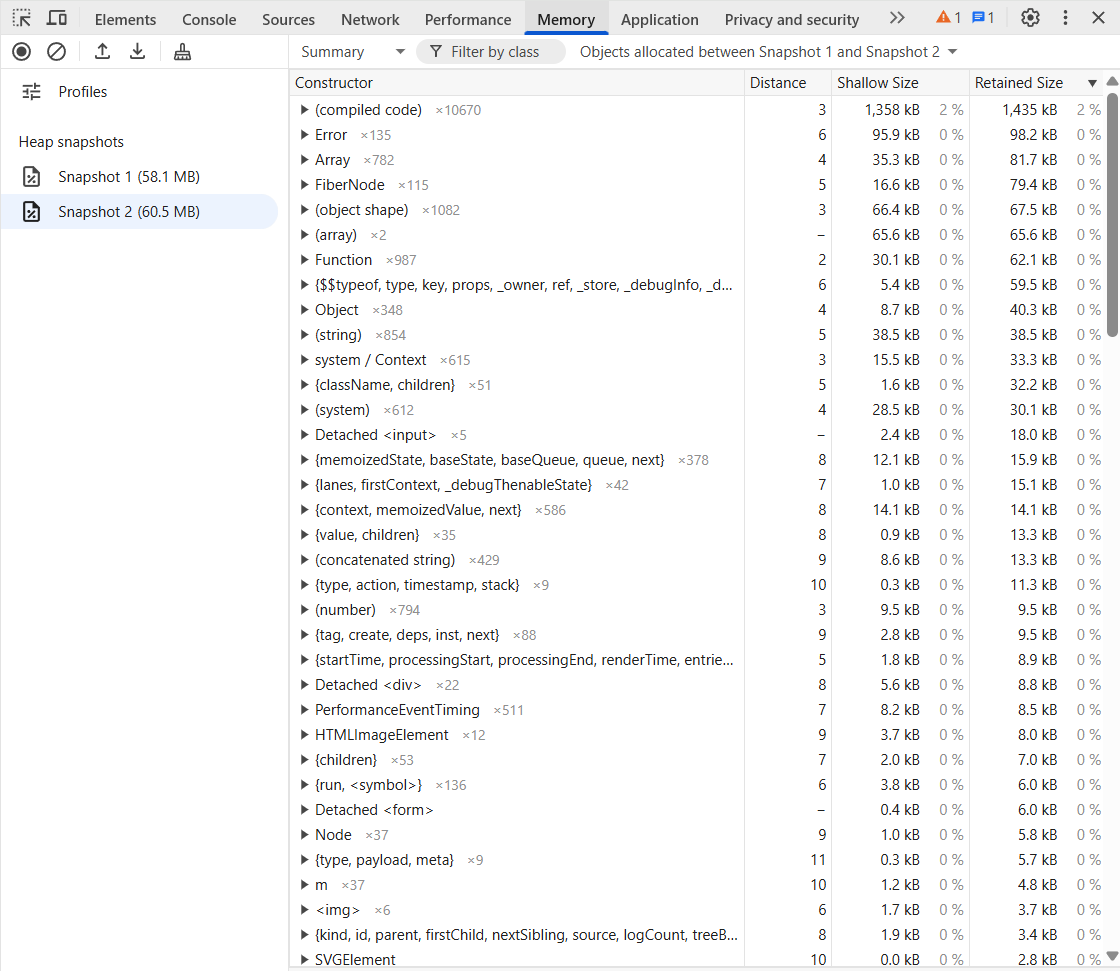 Elements Console Sources Network Performance Memory Application Privacy and security 1 1
Summary Filter by class Objects allocated between Snapshot 1 and Snapshot 2
Profiles
Heap snapshots
Snapshot 1 (58.1 MB)
Snapshot 2 (60.5 MB)
Constructor Distance Shallow Size Retained Size
(compiled code) ×10670 3 1,358 kB 2 % 1,435 kB 2 %
Error ×135 6 95.9 kB 0 % 98.2 kB 0 %
Array ×782 4 35.3 kB 0 % 81.7 kB 0 %
FiberNode ×115 5 16.6 kB 0 % 79.4 kB 0 %
(object shape) ×1082 3 66.4 kB 0 % 67.5 kB 0 %
(array) ×2 – 65.6 kB 0 % 65.6 kB 0 %
Function ×987 2 30.1 kB 0 % 62.1 kB 0 %
{$$typeof, type, key, props, _owner, ref, _store, _debugInfo, _d... 6 5.4 kB 0 % 59.5 kB 0 %
Object ×348 4 8.7 kB 0 % 40.3 kB 0 %
(string) ×854 5 38.5 kB 0 % 38.5 kB 0 %
system / Context ×615 3 15.5 kB 0 % 33.3 kB 0 %
{className, children} ×51 5 1.6 kB 0 % 32.2 kB 0 %
(system) ×612 4 28.5 kB 0 % 30.1 kB 0 %
Detached <input> ×5 – 2.4 kB 0 % 18.0 kB 0 %
{memoizedState, baseState, baseQueue, queue, next} ×378 8 12.1 kB 0 % 15.9 kB 0 %
{lanes, firstContext, _debugThenableState} ×42 7 1.0 kB 0 % 15.1 kB 0 %
{context, memoizedValue, next} ×586 8 14.1 kB 0 % 14.1 kB 0 %
{value, children} ×35 8 0.9 kB 0 % 13.3 kB 0 %
(concatenated string) ×429 9 8.6 kB 0 % 13.3 kB 0 %
{type, action, timestamp, stack} ×9 10 0.3 kB 0 % 11.3 kB 0 %
(number) ×794 3 9.5 kB 0 % 9.5 kB 0 %
{tag, create, deps, inst, next} ×88 9 2.8 kB 0 % 9.5 kB 0 %
{startTime, processingStart, processingEnd, renderTime, entrie... 5 1.8 kB 0 % 8.9 kB 0 %
Detached <div> ×22 8 5.6 kB 0 % 8.8 kB 0 %
PerformanceEventTiming ×511 7 8.2 kB 0 % 8.5 kB 0 %
HTMLImageElement ×12 9 3.7 kB 0 % 8.0 kB 0 %
{children} ×53 7 2.0 kB 0 % 7.0 kB 0 %
{run, <symbol>} ×136 6 3.8 kB 0 % 6.0 kB 0 %
Detached <form> – 0.4 kB 0 % 6.0 kB 0 %
Node ×37 9 1.0 kB 0 % 5.8 kB 0 %
{type, payload, meta} ×9 11 0.3 kB 0 % 5.7 kB 0 %
m ×37 10 1.2 kB 0 % 4.8 kB 0 %
<img> ×6 6 1.7 kB 0 % 3.7 kB 0 %
{kind, id, parent, firstChild, nextSibling, source, logCount, treeB... 8 1.9 kB 0 % 3.4 kB 0 %
SVGElement 10 0.0 kB 0 % 2.8 kB 0 %